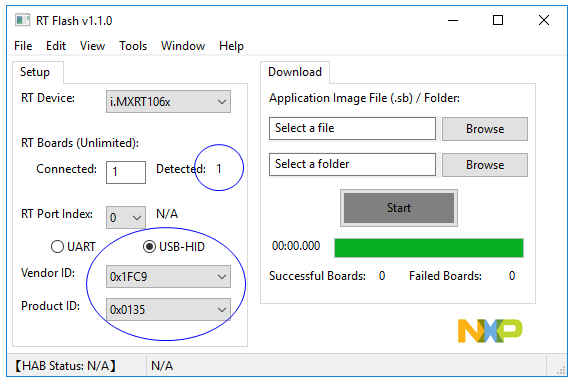 RT Flash v1.1.0
File Edit View Tools Window Help
Setup
RT Device: i.MXRT106x
RT Boards (Unlimited):
Connected: 1 Detected: 1
RT Port Index: 0 N/A
UART USB-HID
Vendor ID: 0x1FC9
Product ID: 0x0135
Download
Application Image File (.sb) / Folder:
Select a file Browse
Select a folder Browse
Start
00:00.000
Successful Boards: 0 Failed Boards: 0
NXP
【HAB Status: N/A】 N/A